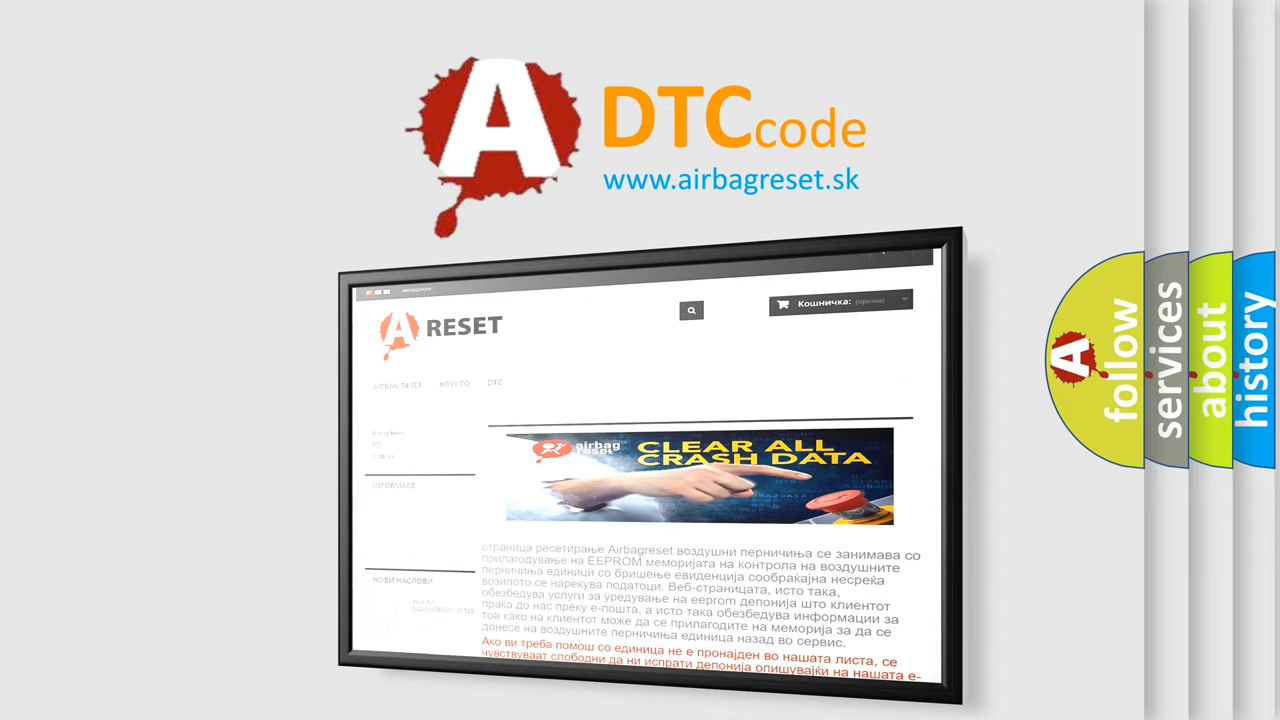 A
DTCcode
www.airbagreset.sk
A RESET
Кошничка: (празна)
AIRBAG RESET HOW TO DTC
INFORMACE
airbag reset
CLEAR ALL
CRASH DATA
НОВИ НАСЛОВИ
страница ресетирање Airbagreset воздушни перничиња се занимава со
прилагодување на EEPROM меморијата на контрола на воздушните
перничиња единици со бришење евиденција сообраќајна несреќа
возилото се нарекува податоци. Веб-страницата, исто така,
обезбедува услуги за уредување на eeprom депонија што клиентот
праќа до нас преку е-пошта, а исто така обезбедува информации за
тоа како на клиентот може да се прилагодите на меморија за да се
донесе на воздушните перничиња единица назад во сервис.
Ако ви треба помош со единица не е пронајден во нашата листа, се
чувствуваат слободни да ни испрати депонија опишувајќи на нашата е-
A
follow
services
about
history